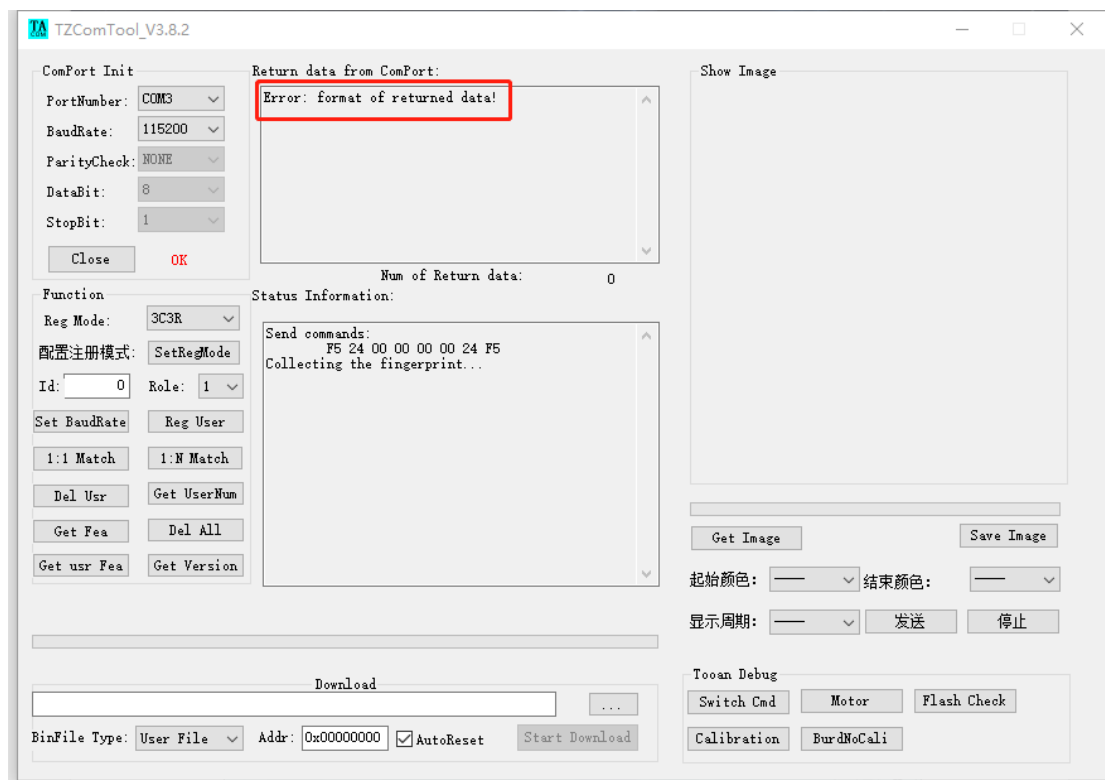 TZComTool_V3.8.2
ComPort Init
PortNumber: COM3
BaudRate: 115200
ParityCheck: NONE
DataBit: 8
StopBit: 1
Close OK
Return data from ComPort:
Error: format of returned data!
Num of Return data: 0
Function
Reg Mode: 3C3R
配置注册模式: SetRegMode
Id: 0 Role: 1
Set BaudRate Reg User
1:1 Match 1:N Match
Del Usr Get UserNum
Get Fea Del All
Get usr Fea Get Version
Status Information:
Send commands:
F5 24 00 00 00 00 24 F5
Collecting the fingerprint...
Show Image
Get Image Save Image
起始颜色: 结束颜色:
显示周期: 发送 停止
Download
...
BinFile Type: User File Addr: 0x00000000 AutoReset Start Download
Tooan Debug
Switch Cmd Motor Flash Check
Calibration BurdNoCali